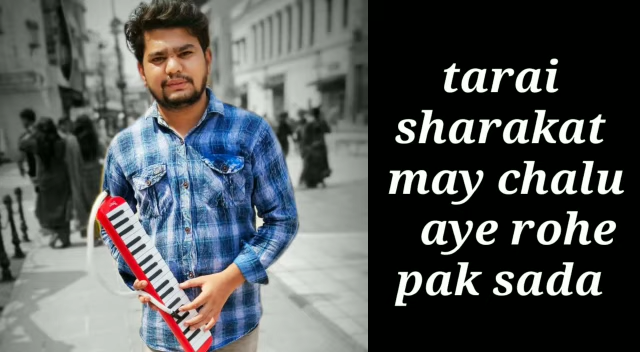 tarai
sharakat
may chalu
aye rohe
pak sada